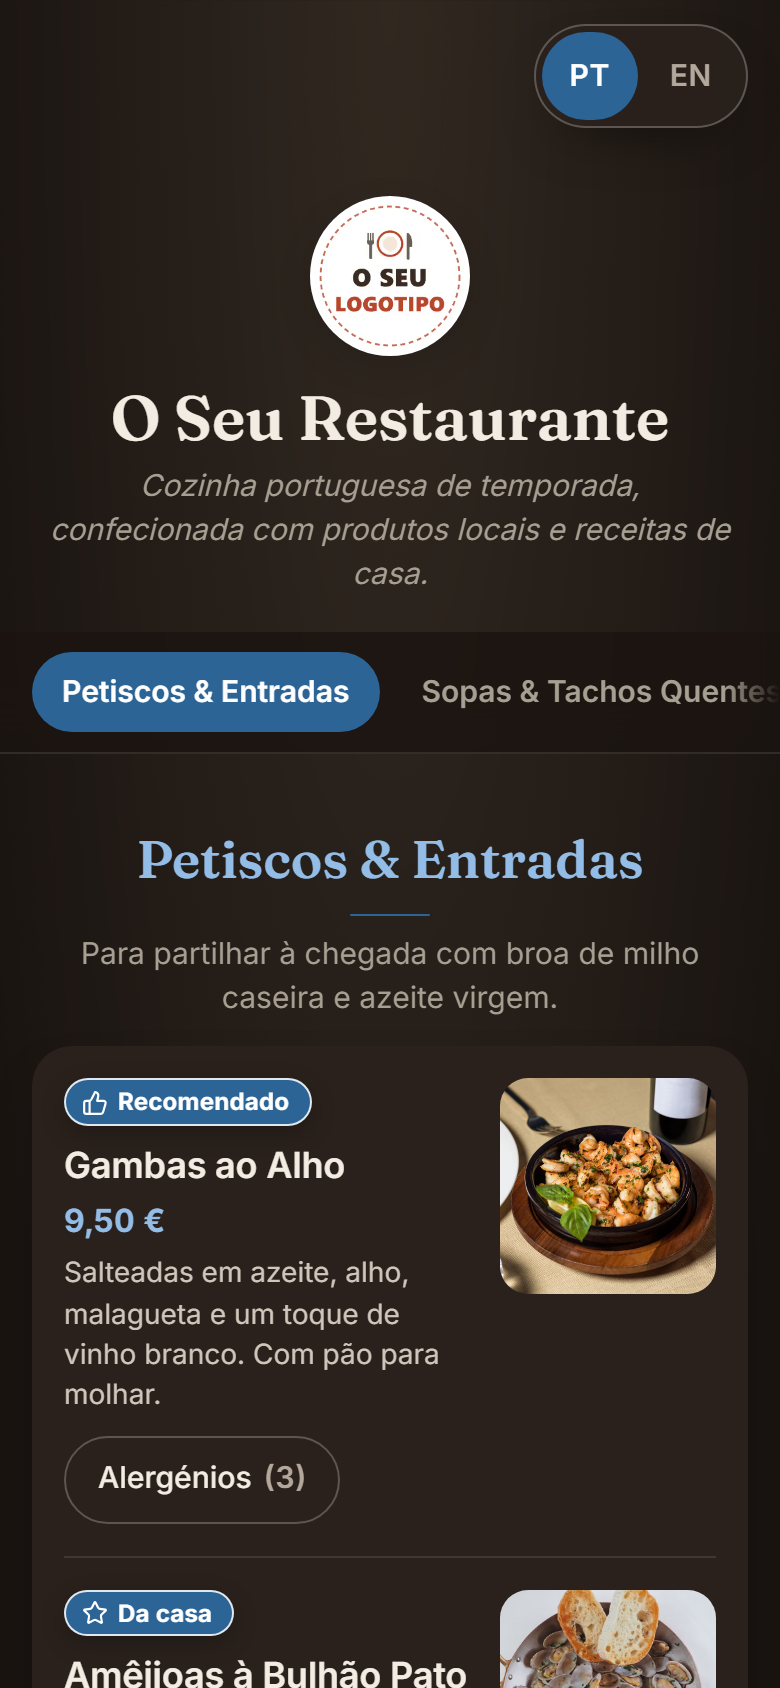 PT EN
O SEU
LOGOTIPO
O Seu Restaurante
Cozinha portuguesa de temporada,
confecionada com produtos locais e receitas de
casa.
Petiscos & Entradas Sopas & Tachos Quentes
Petiscos & Entradas
Para partilhar à chegada com broa de milho
caseira e azeite virgem.
Recomendado
Gambas ao Alho
9,50 €
Salteadas em azeite, alho,
malagueta e um toque de
vinho branco. Com pão para
molhar.
Alergénios (3)
Da casa
Amêijoas à Bulhão Pato